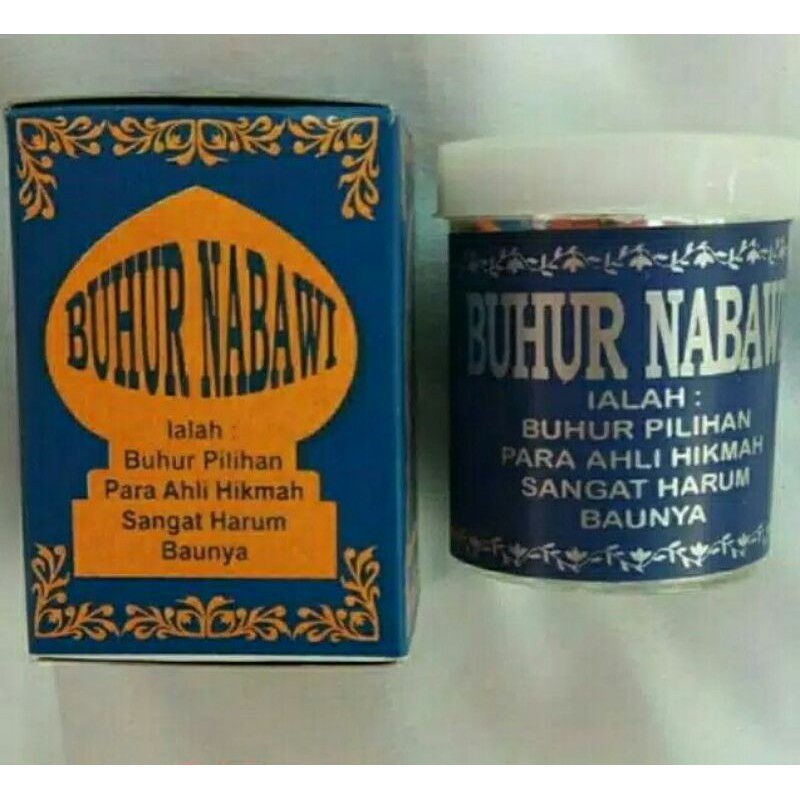 BUHUR NABAWI
Ialah :
Buhur Pilihan
Para Ahli Hikmah
Sangat Harum
Baunya
BUHUR NABAWI
IALAH :
BUHUR PILIHAN
PARA AHLI HIKMAH
SANGAT HARUM
BAUNYA